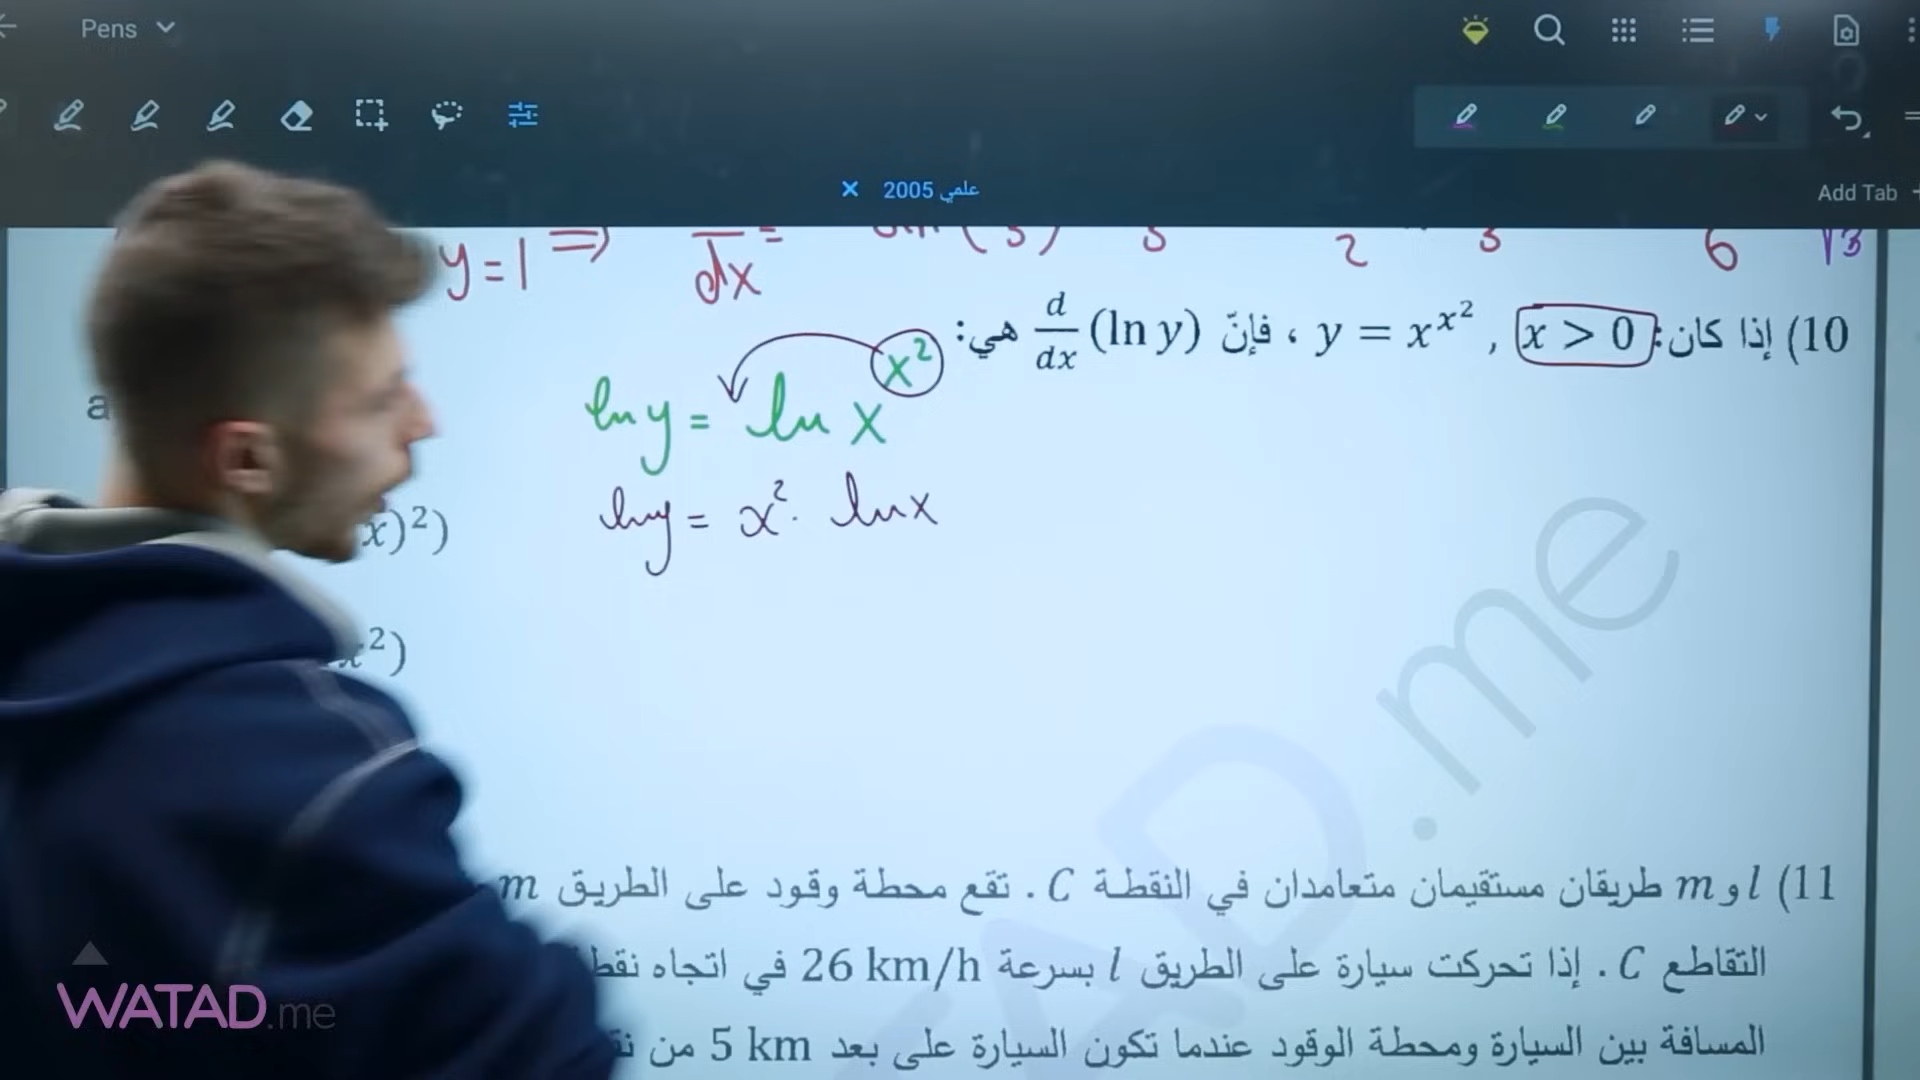 Pens
× علمي 2005
Add Tab
y = 1 ⇒ dx =
10) إذا كان: x > 0 , y = x^{x^2} ، فإنّ d/dx (ln y) هي:
a
ln y = ln x^{x^2}
ln y = x^2 · ln x
x)^2)
x^2)
11) l و m طريقان مستقيمان متعامدان في النقطة C . تقع محطة وقود على الطريق m
التقاطع C . إذا تحركت سيارة على الطريق l بسرعة 26 km/h في اتجاه
المسافة بين السيارة ومحطة الوقود عندما تكون السيارة على بعد 5 km من
WATAD.me